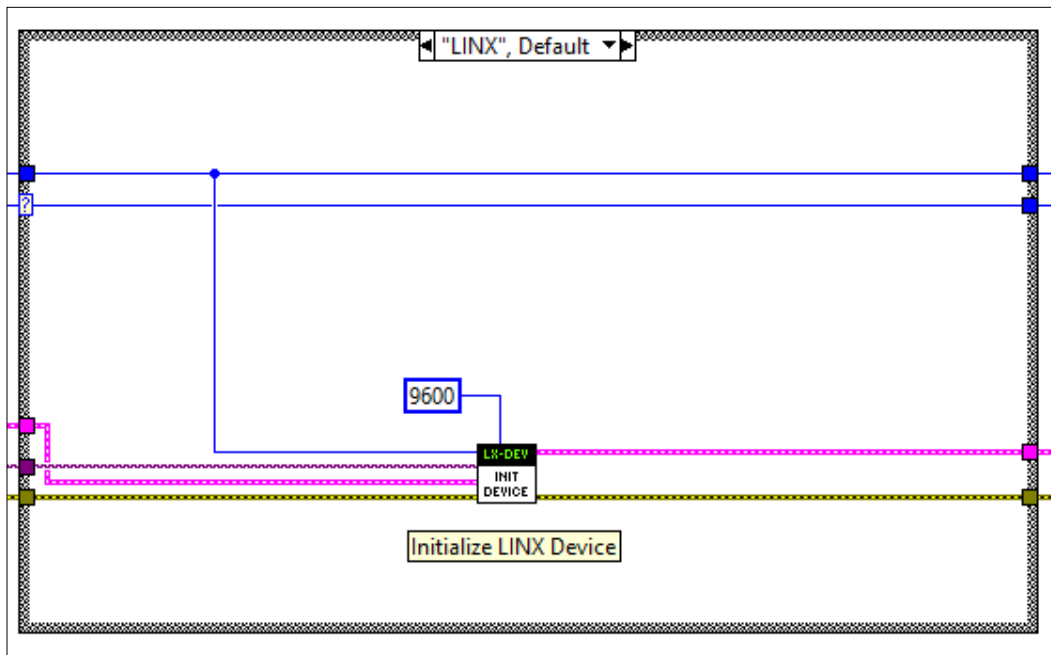 "LINX", Default
?
9600
LX-DEV
INIT
DEVICE
Initialize LINX Device